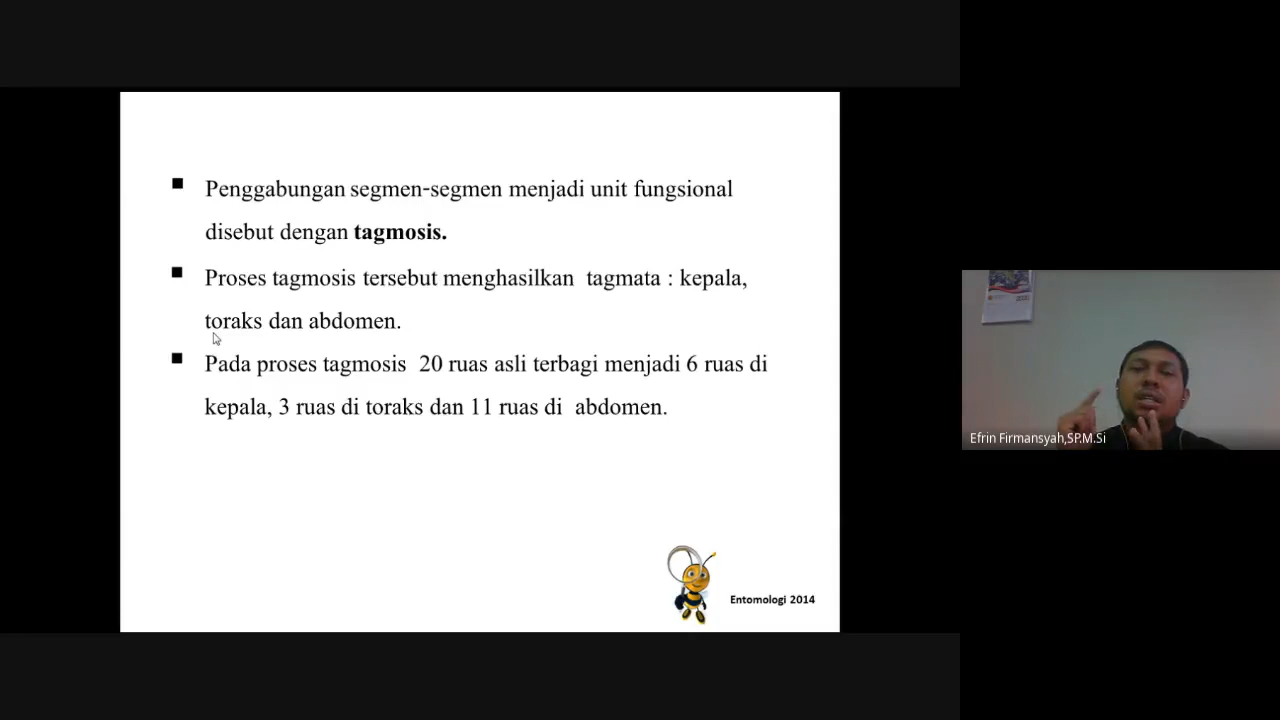 Penggabungan segmen-segmen menjadi unit fungsional
disebut dengan tagmosis.
Proses tagmosis tersebut menghasilkan tagmata : kepala,
toraks dan abdomen.
Pada proses tagmosis 20 ruas asli terbagi menjadi 6 ruas di
kepala, 3 ruas di toraks dan 11 ruas di abdomen.
Entomologi 2014
Efrin Firmansyah,SP.M.Si